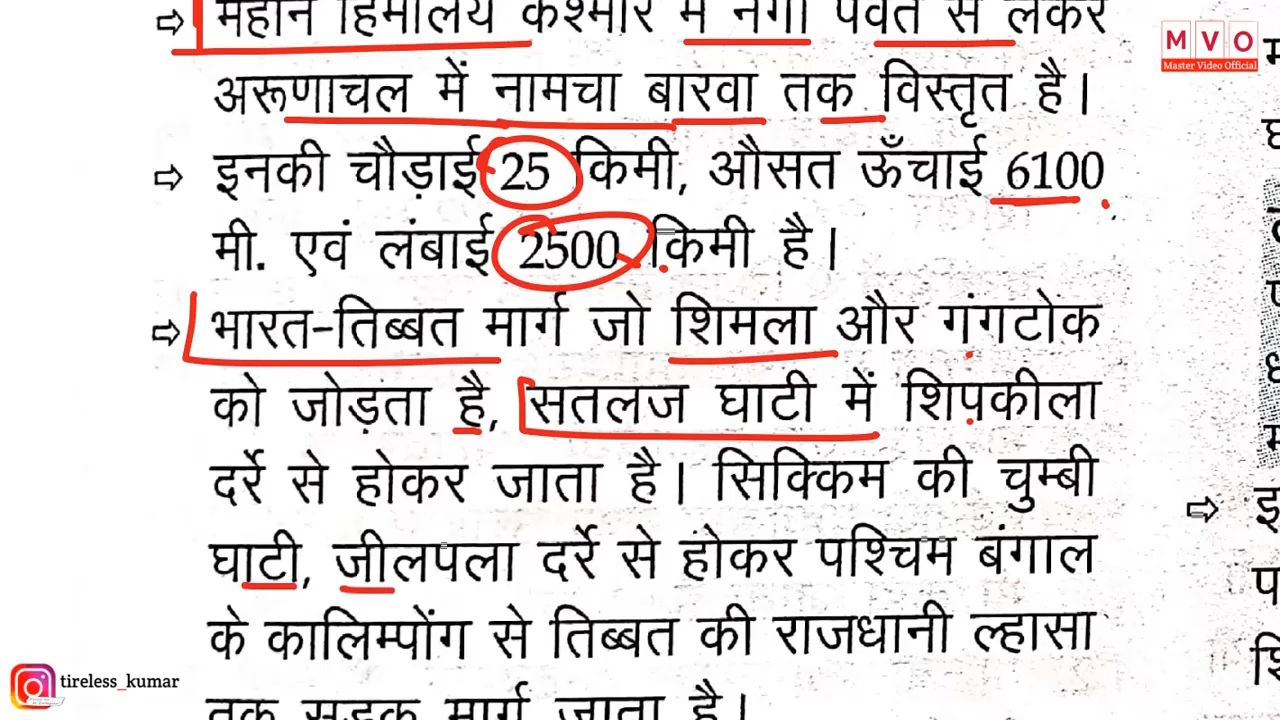 ⇨ महान हिमालय कश्मीर में नंगा पर्वत से लेकर
अरूणाचल में नामचा बारवा तक विस्तृत है।
⇨ इनकी चौड़ाई 25 किमी, औसत ऊँचाई 6100
मी. एवं लंबाई 2500 किमी है।
⇨ भारत-तिब्बत मार्ग जो शिमला और गंगटोक
को जोड़ता है, सतलज घाटी में शिपकीला
दर्रे से होकर जाता है। सिक्किम की चुम्बी
घाटी, जीलपला दर्रे से होकर पश्चिम बंगाल
के कालिम्पोंग से तिब्बत की राजधानी ल्हासा
तक सड़क मार्ग जाता है।
MVO
Master Video Official
tireless_kumar